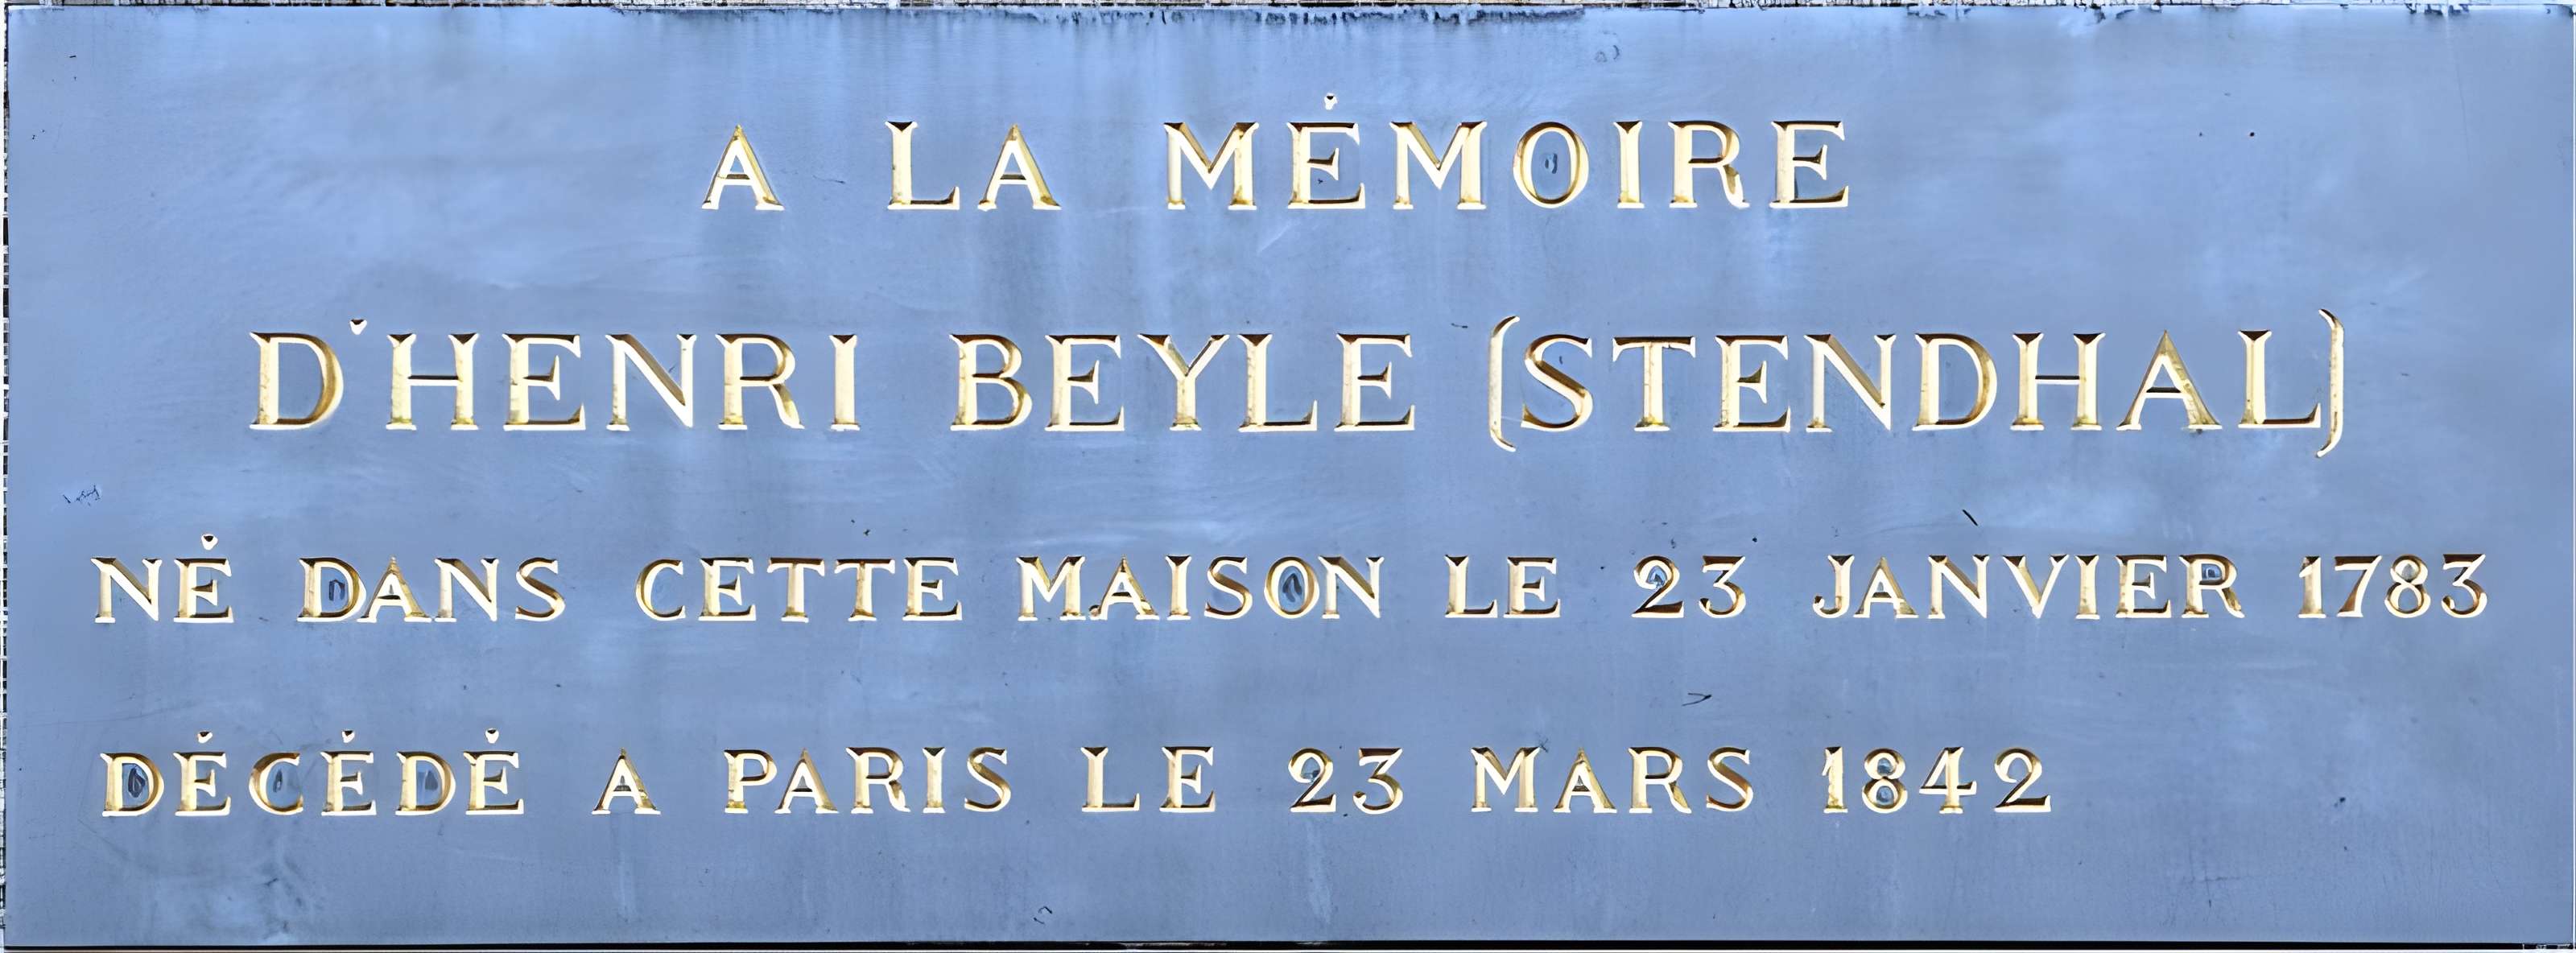 A LA MÉMOIRE
D'HENRI BEYLE (STENDHAL)
NÉ DANS CETTE MAISON LE 23 JANVIER 1783
DÉCÉDÉ A PARIS LE 23 MARS 1842